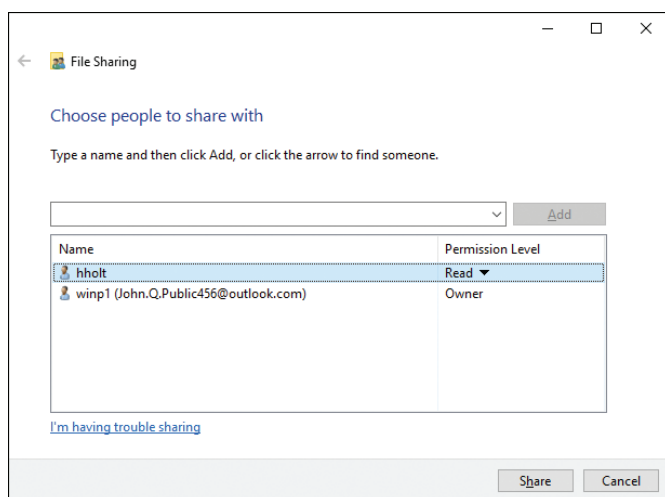 File Sharing
Choose people to share with
Type a name and then click Add, or click the arrow to find someone.
Add
Name Permission Level
hholt Read
winp1 (John.Q.Public456@outlook.com) Owner
I'm having trouble sharing
Share Cancel